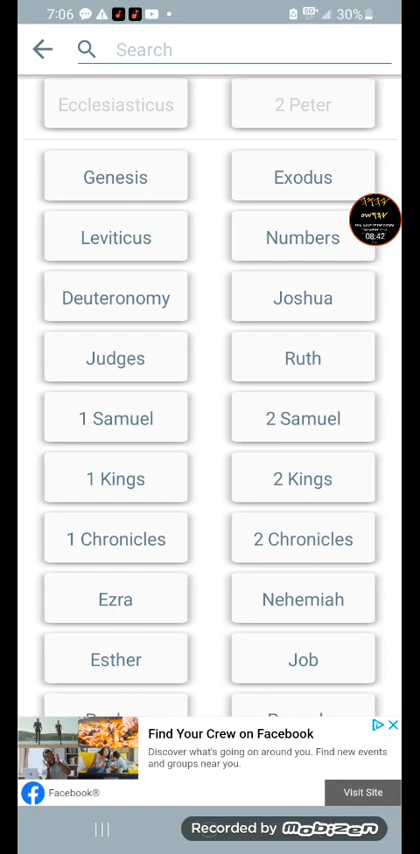 7:06 30%
Search
Ecclesiasticus 2 Peter
Genesis Exodus
Leviticus Numbers
08:42
Deuteronomy Joshua
Judges Ruth
1 Samuel 2 Samuel
1 Kings 2 Kings
1 Chronicles 2 Chronicles
Ezra Nehemiah
Esther Job
Find Your Crew on Facebook
Discover what's going on around you. Find new events
and groups near you.
Facebook® Visit Site
Recorded by mobizen